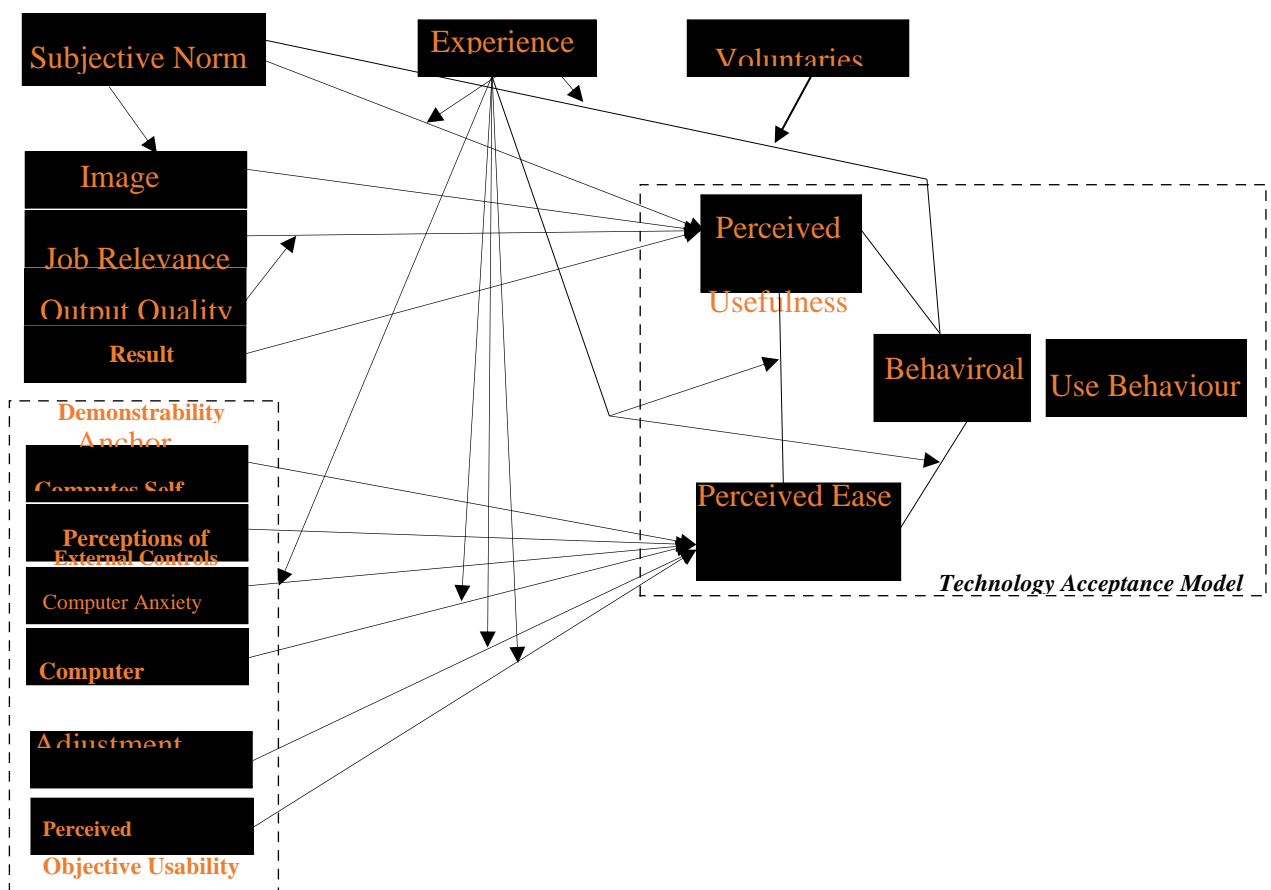 Subjective Norm
Experience
Voluntaries
Image
Job Relevance
Output Quality
Result
Demonstrability
Anchor
Computes Self
Perceptions of
External Controls
Computer Anxiety
Computer
Adjustment
Perceived
Objective Usability
Perceived
Usefulness
Behaviroal
Use Behaviour
Perceived Ease
Technology Acceptance Model